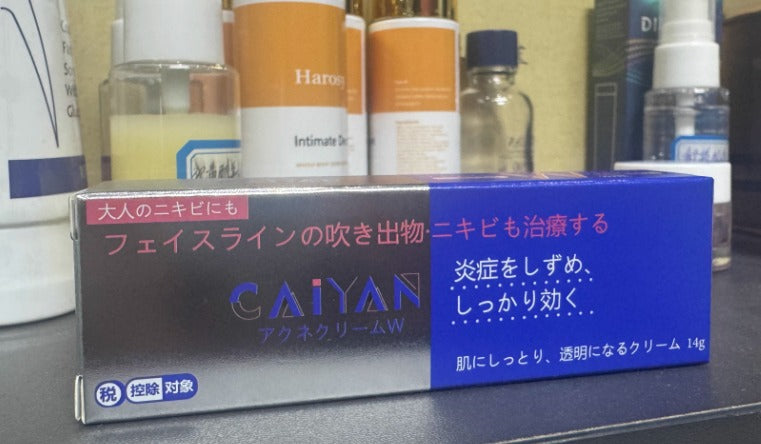 Harosy
Intimate De
大人のニキビにも
フェイスラインの吹き出物·ニキビも治療する
CAiYAN
アクネクリームW
炎症をしずめ、
しっかり効く
肌にしっとり、透明になるクリーム 14g
税 控除 対象